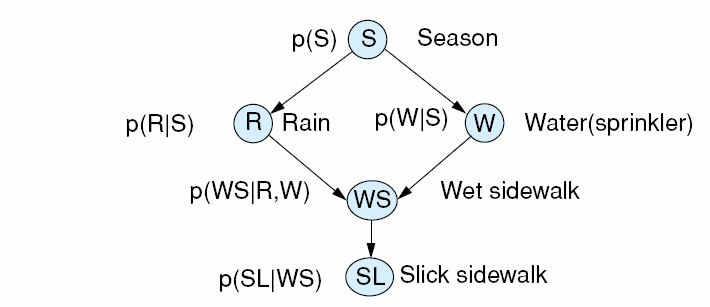 p(S) S Season
p(R|S) R Rain p(W|S) W Water(sprinkler)
p(WS|R,W) WS Wet sidewalk
p(SL|WS) SL Slick sidewalk